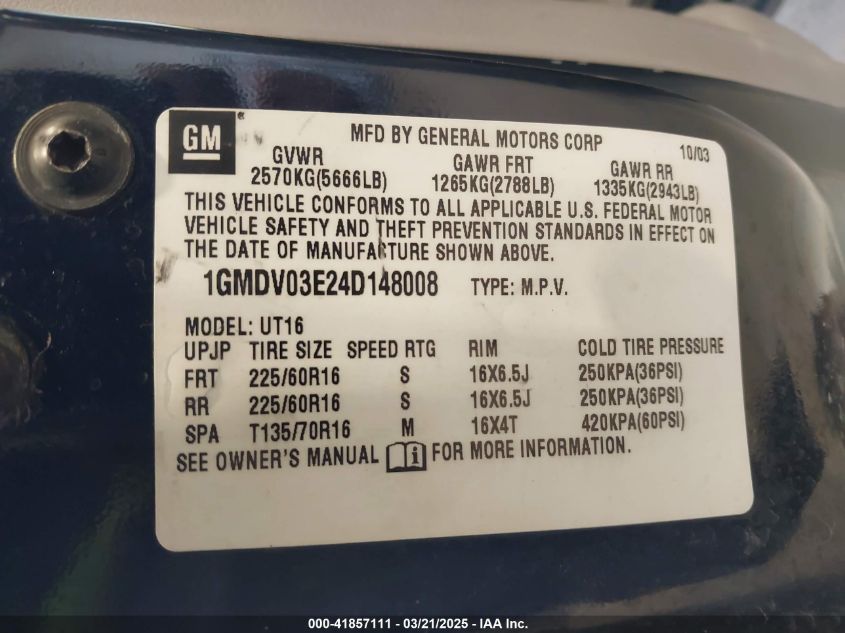 GM
MFD BY GENERAL MOTORS CORP 10/03
GVWR GAWR FRT GAWR RR
2570KG(5666LB) 1265KG(2788LB) 1335KG(2943LB)
THIS VEHICLE CONFORMS TO ALL APPLICABLE U.S. FEDERAL MOTOR
VEHICLE SAFETY AND THEFT PREVENTION STANDARDS IN EFFECT ON
THE DATE OF MANUFACTURE SHOWN ABOVE.
1GMDV03E24D148008 TYPE: M.P.V.
MODEL: UT16
UPJP TIRE SIZE SPEED RTG RIM COLD TIRE PRESSURE
FRT 225/60R16 S 16X6.5J 250KPA(36PSI)
RR 225/60R16 S 16X6.5J 250KPA(36PSI)
SPA T135/70R16 M 16X4T 420KPA(60PSI)
SEE OWNER'S MANUAL i FOR MORE INFORMATION.
000-41857111 - 03/21/2025 - IAA Inc.